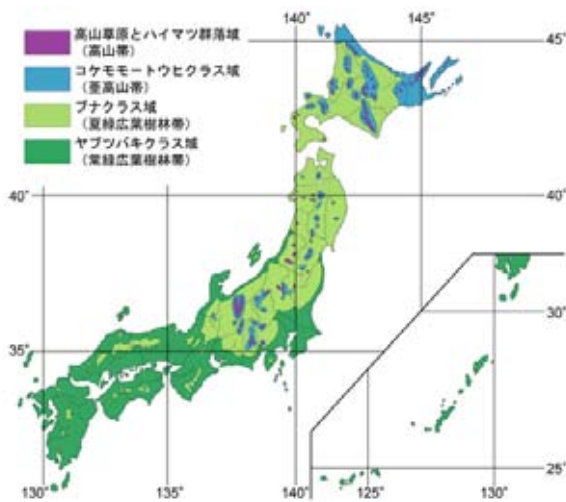 140°
145°
高山草原とハイマツ群落域
（高山帯）
コケモモートウヒクラス域
（亜高山帯）
ブナクラス域
（夏緑広葉樹林帯）
ヤブツバキクラス域
（常緑広葉樹林帯）
45°
40°
40°
35°
30°
25°
130°
135°
140°
125°
130°